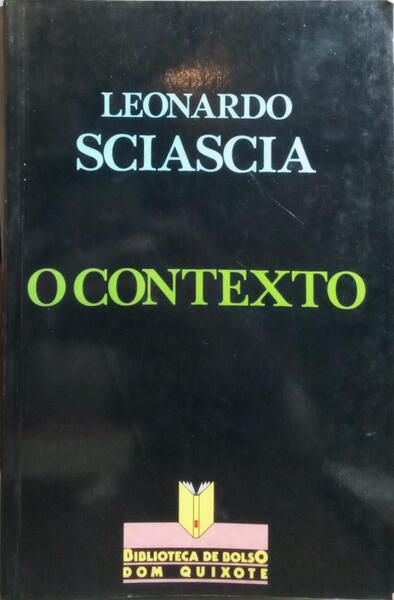 LEONARDO
SCIASCIA
O CONTEXTO
BIBLIOTECA DE BOLSO
DOM QUIXOTE